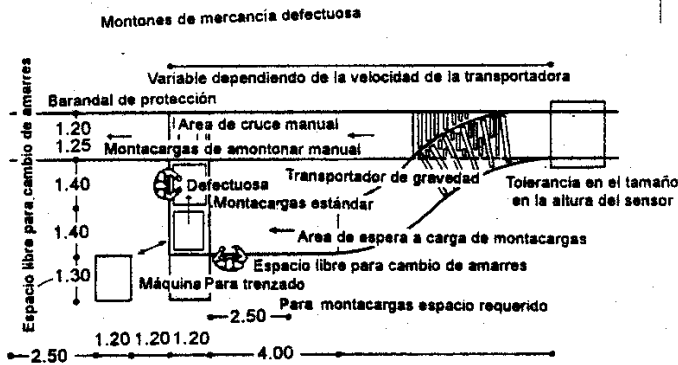 Montones de mercancía defectuosa
Variable dependiendo de la velocidad de la transportadora
Barandal de protección
Espacio libre para cambio de amarres
1.20
Area de cruce manual
1.25
Montacargas de amontonar manual
Transportador de gravedad
Tolerancia en el tamaño
en la altura del sensor
1.40
Defectuosa
Montacargas estándar
1.40
Area de espera a carga de montacargas
Espacio libre para cambio de amarres
1.30
Máquina Para trenzado
Para montacargas espacio requerido
2.50
1.20 1.20 1.20
2.50
4.00